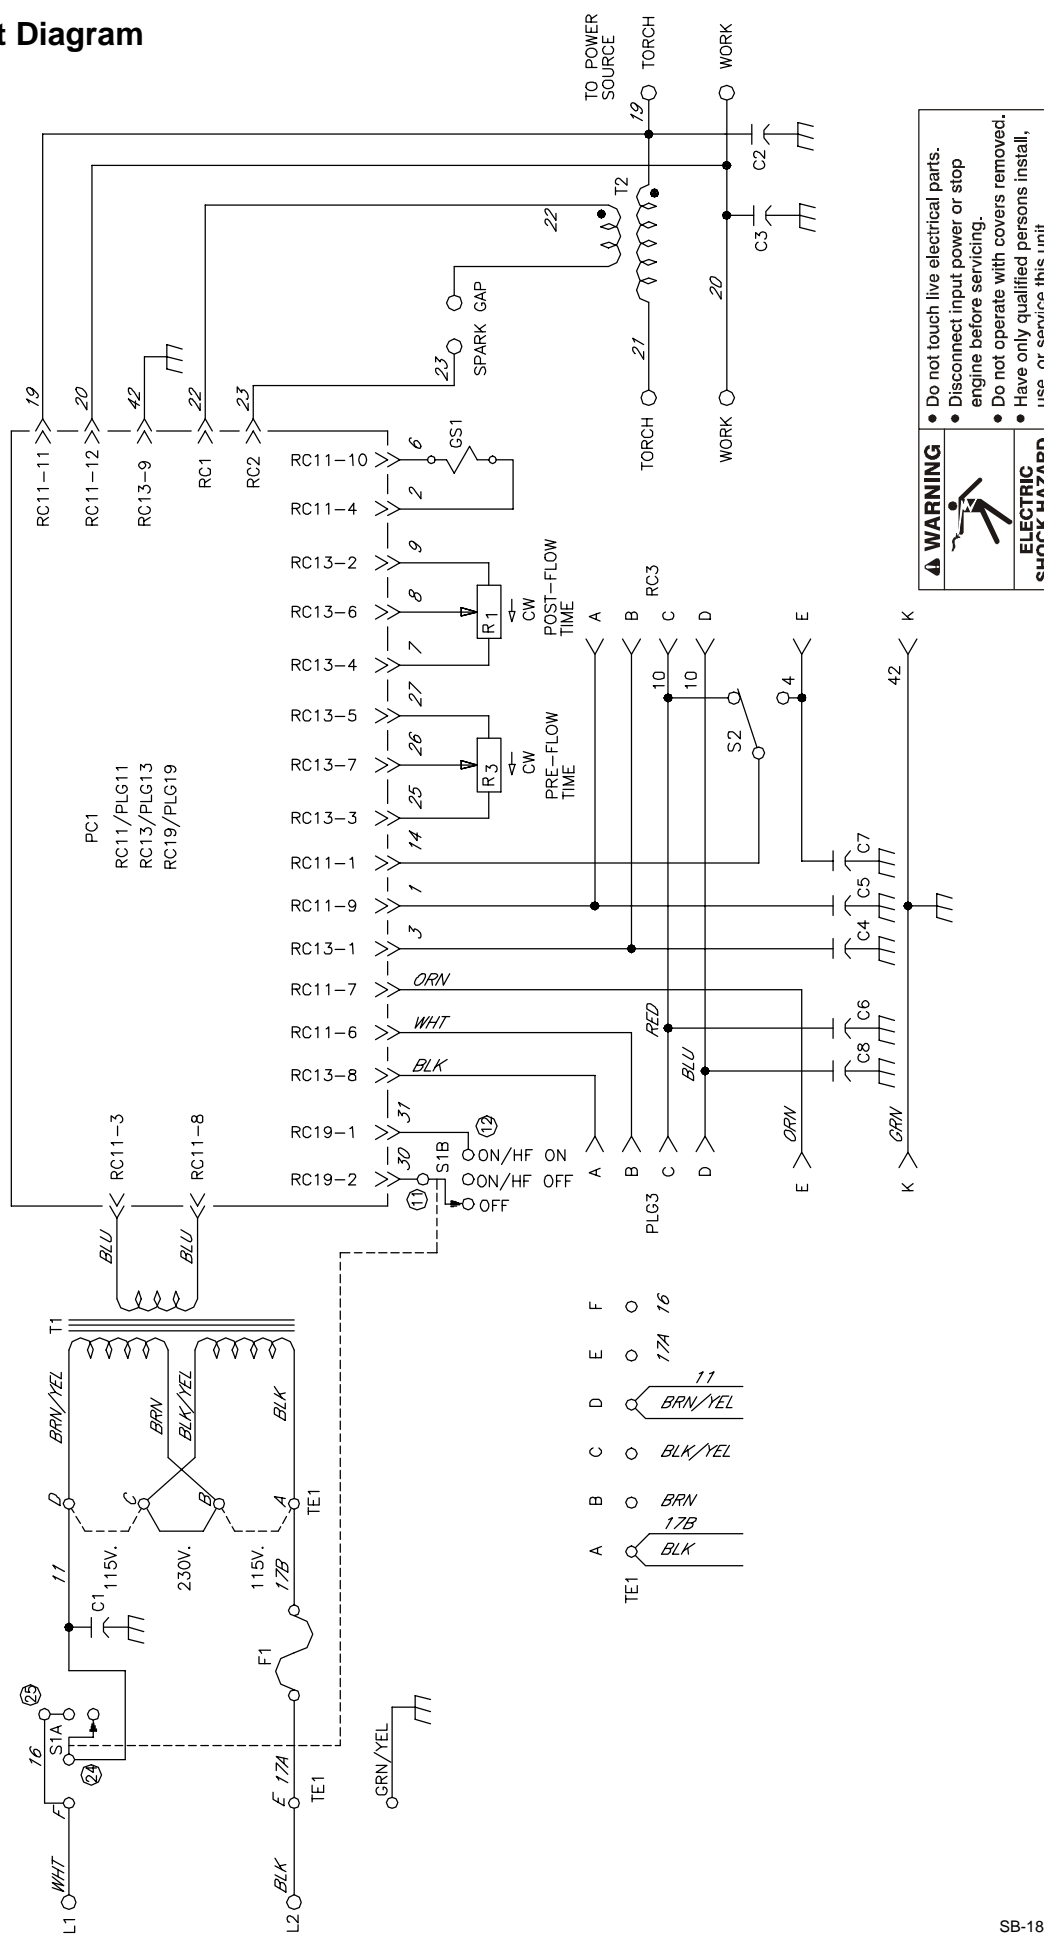 t Diagram
TO POWER
SOURCE
TORCH
WORK
19
C2
T2
22
C3
20
21
SPARK GAP
23
TORCH
WORK
19
20
42
22
23
RC11-11
RC11-12
RC13-9
RC1
RC2
RC11-10
6
GS1
RC11-4
2
RC13-2
9
RC13-6
8
R1
CW
POST-FLOW
TIME
RC13-4
7
RC13-5
27
RC13-7
26
R3
CW
PRE-FLOW
TIME
RC13-3
25
RC11-1
14
RC11-9
1
RC13-1
3
RC11-7
ORN
RC11-6
WHT
RC13-8
BLK
RC19-1
31
12
RC19-2
30
11
S1B
ON/HF ON
ON/HF OFF
OFF
PC1
RC11/PLG11
RC13/PLG13
RC19/PLG19
RC3
A
B
C
D
E
K
10
10
4
42
S2
C7
C5
C4
C6
C8
RED
BLU
ORN
GRN
PLG3
A
B
C
D
E
K
RC11-3
RC11-8
BLU
BLU
T1
BRN/YEL
BRN
BLK/YEL
BLK
D
C
B
A
TE1
115V.
230V.
115V.
11
17B
C1
F1
25
S1A
24
16
F
E
17A
TE1
GRN/YEL
WHT
BLK
L1
L2
F
16
E
17A
D
11
BRN/YEL
C
BLK/YEL
B
BRN
A
17B
BLK
TE1
WARNING
ELECTRIC
SHOCK HAZARD
• Do not touch live electrical parts.
• Disconnect input power or stop
engine before servicing.
• Do not operate with covers removed.
• Have only qualified persons install,
use, or service this unit
SB-18